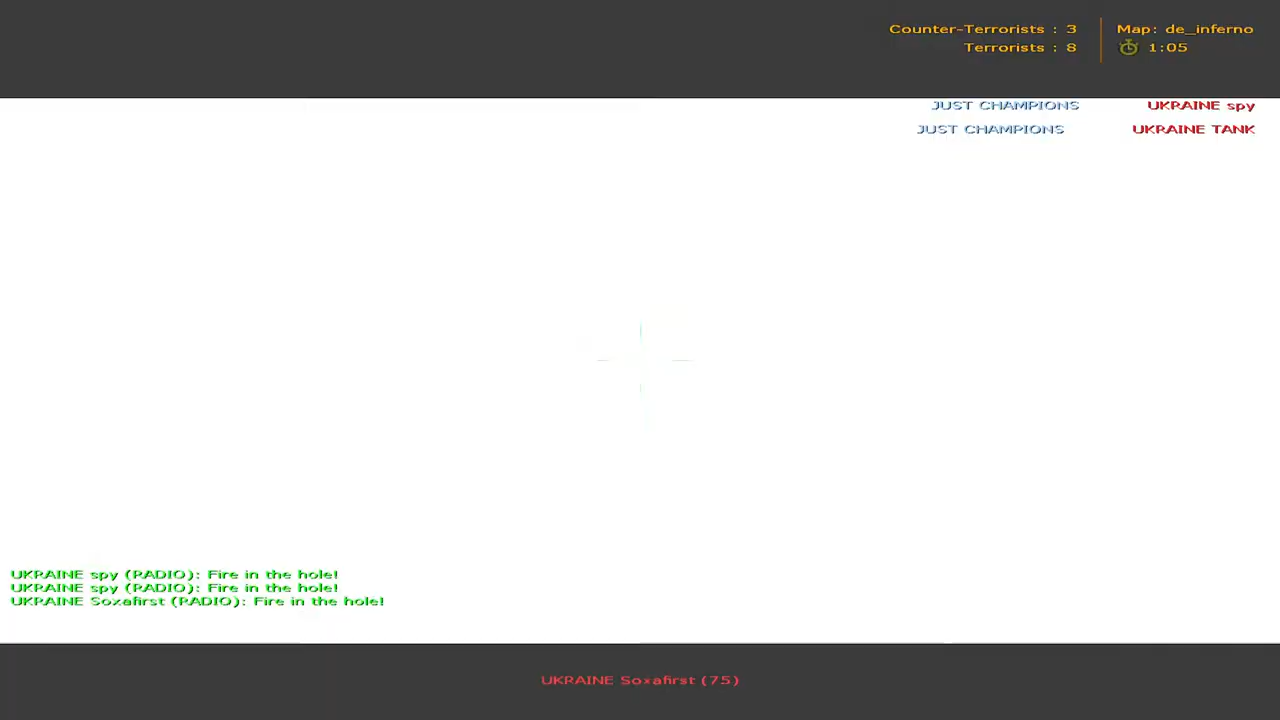 Counter-Terrorists : 3
Terrorists : 8
Map: de_inferno
1:05
JUST CHAMPIONS UKRAINE spy
JUST CHAMPIONS UKRAINE TANK
UKRAINE spy (RADIO): Fire in the hole!
UKRAINE spy (RADIO): Fire in the hole!
UKRAINE Soxafirst (RADIO): Fire in the hole!
UKRAINE Soxafirst (75)